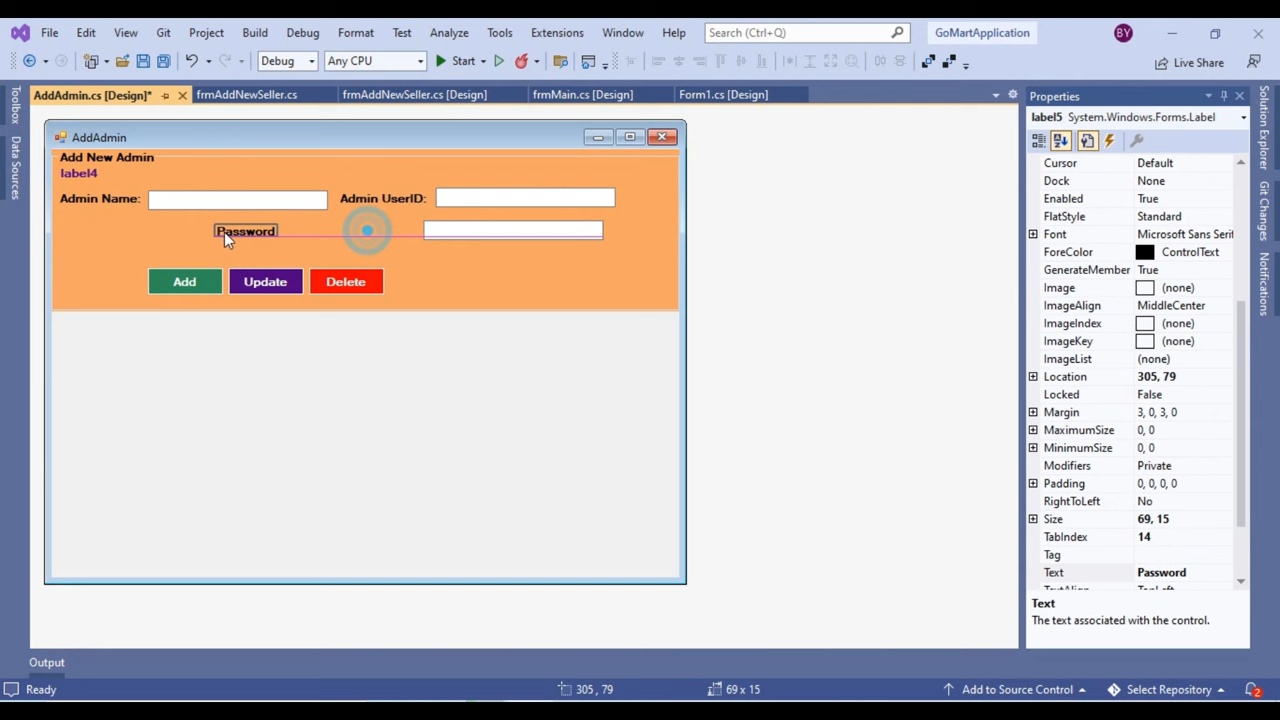 File Edit View Git Project Build Debug Format Test Analyze Tools Extensions Window Help Search (Ctrl+Q) GoMartApplication BY
Debug Any CPU Start Live Share
AddAdmin.cs [Design]* frmAddNewSeller.cs frmAddNewSeller.cs [Design] frmMain.cs [Design] Form1.cs [Design]
Toolbox
Data Sources
AddAdmin
Add New Admin
label4
Admin Name: Admin UserID:
Password
Add Update Delete
Properties
label5 System.Windows.Forms.Label
Cursor Default
Dock None
Enabled True
FlatStyle Standard
Font Microsoft Sans Serif
ForeColor ControlText
GenerateMember True
Image (none)
ImageAlign MiddleCenter
ImageIndex (none)
ImageKey (none)
ImageList (none)
Location 305, 79
Locked False
Margin 3, 0, 3, 0
MaximumSize 0, 0
MinimumSize 0, 0
Modifiers Private
Padding 0, 0, 0, 0
RightToLeft No
Size 69, 15
TabIndex 14
Tag
Text Password
TextAlign TopLeft
Text
The text associated with the control.
Solution Explorer
Git Changes
Notifications
Output
Ready 305 , 79 69 x 15 Add to Source Control Select Repository 2